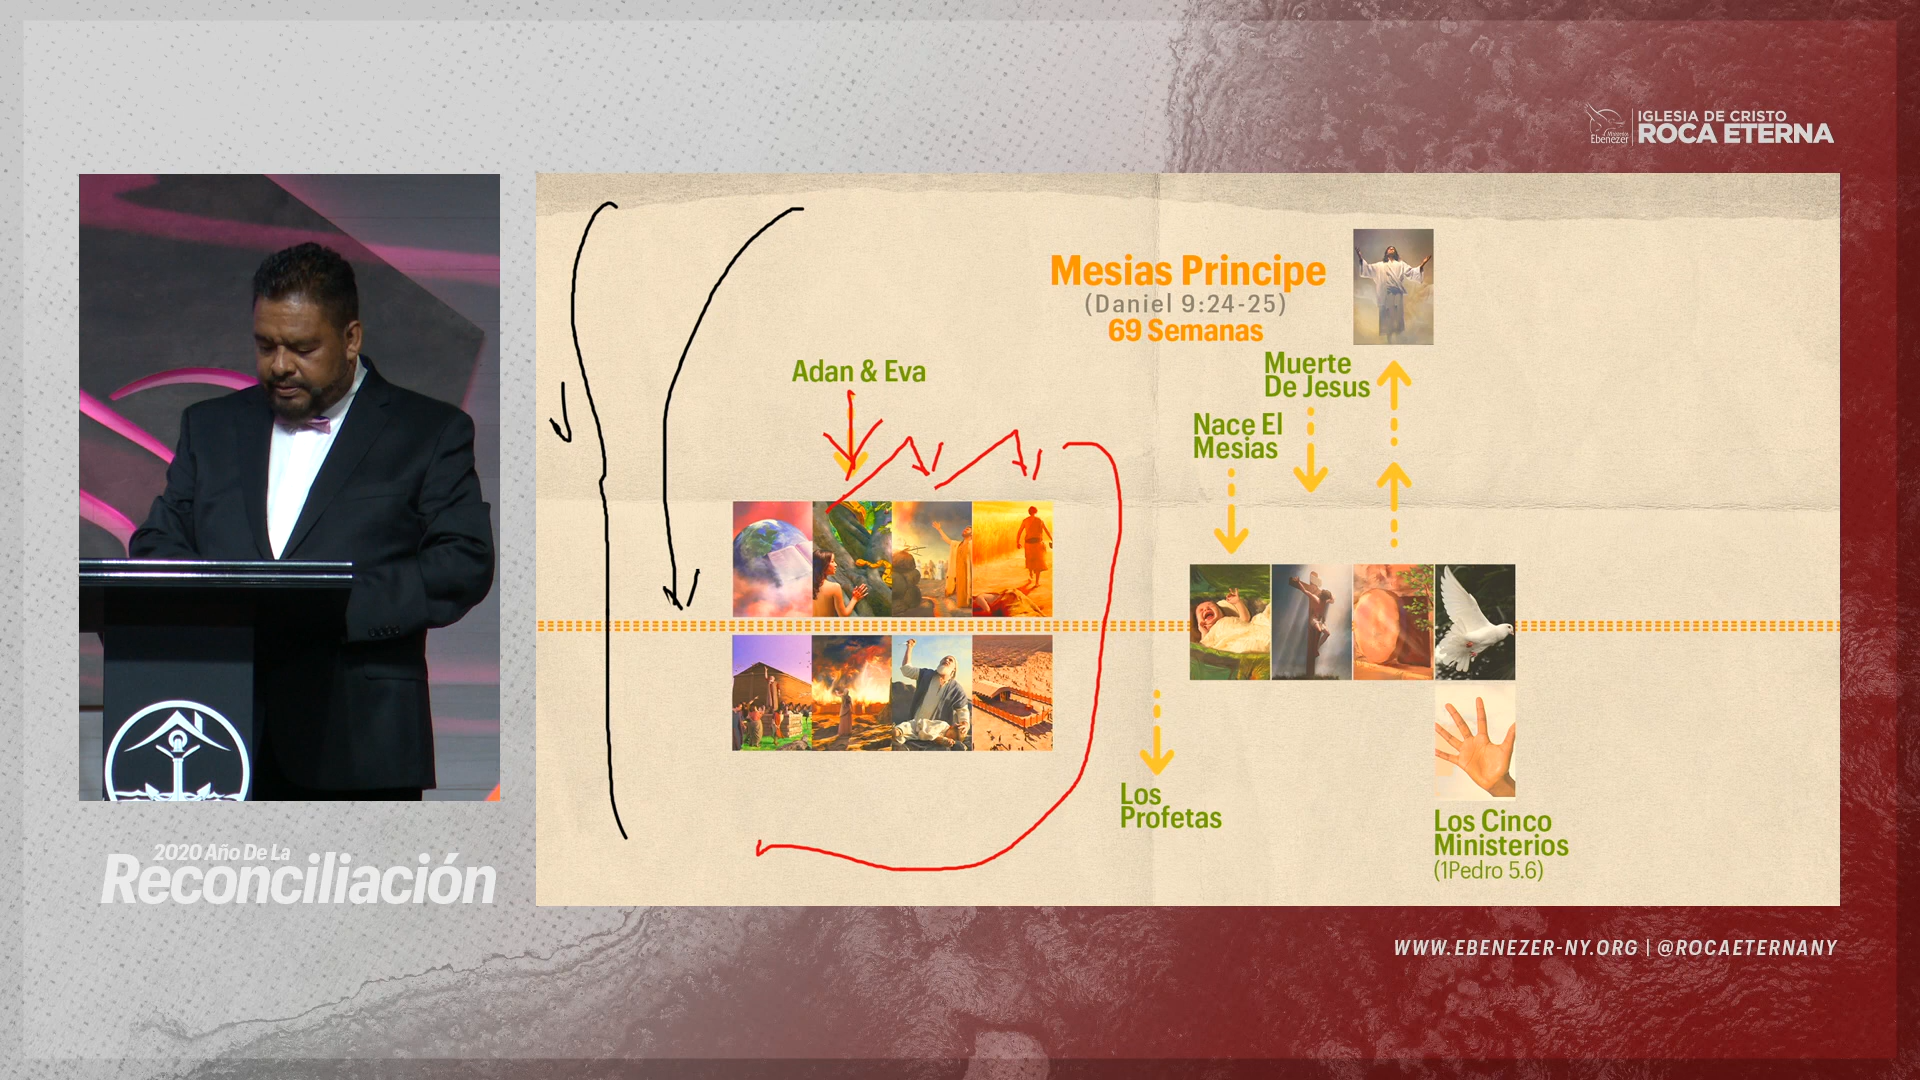 Ministerios
Ebenezer
IGLESIA DE CRISTO
ROCA ETERNA
Mesias Principe
(Daniel 9:24-25)
69 Semanas
Adan & Eva
Muerte
De Jesus
Nace El
Mesias
Los
Profetas
Los Cinco
Ministerios
(1Pedro 5.6)
2020 Año De La
Reconciliación
WWW.EBENEZER-NY.ORG | @ROCAETERNANY